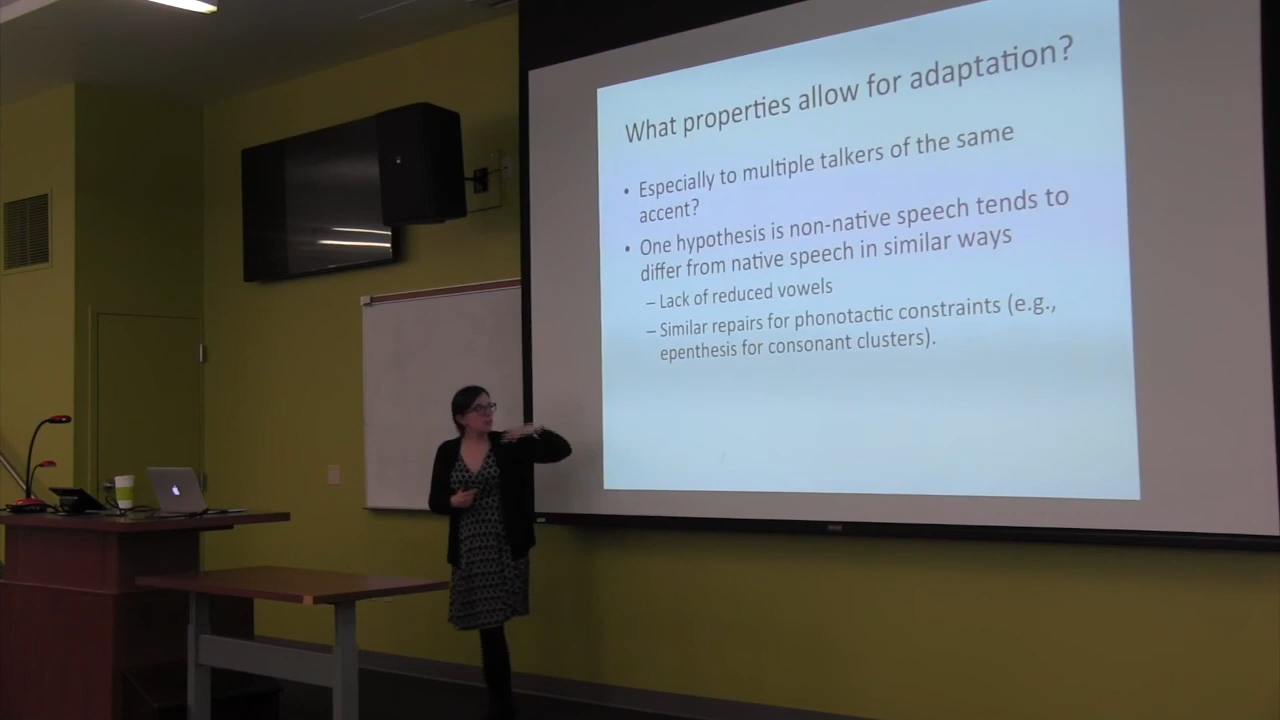 What properties allow for adaptation?
• Especially to multiple talkers of the same
accent?
• One hypothesis is non-native speech tends to
differ from native speech in similar ways
– Lack of reduced vowels
– Similar repairs for phonotactic constraints (e.g.,
epenthesis for consonant clusters).